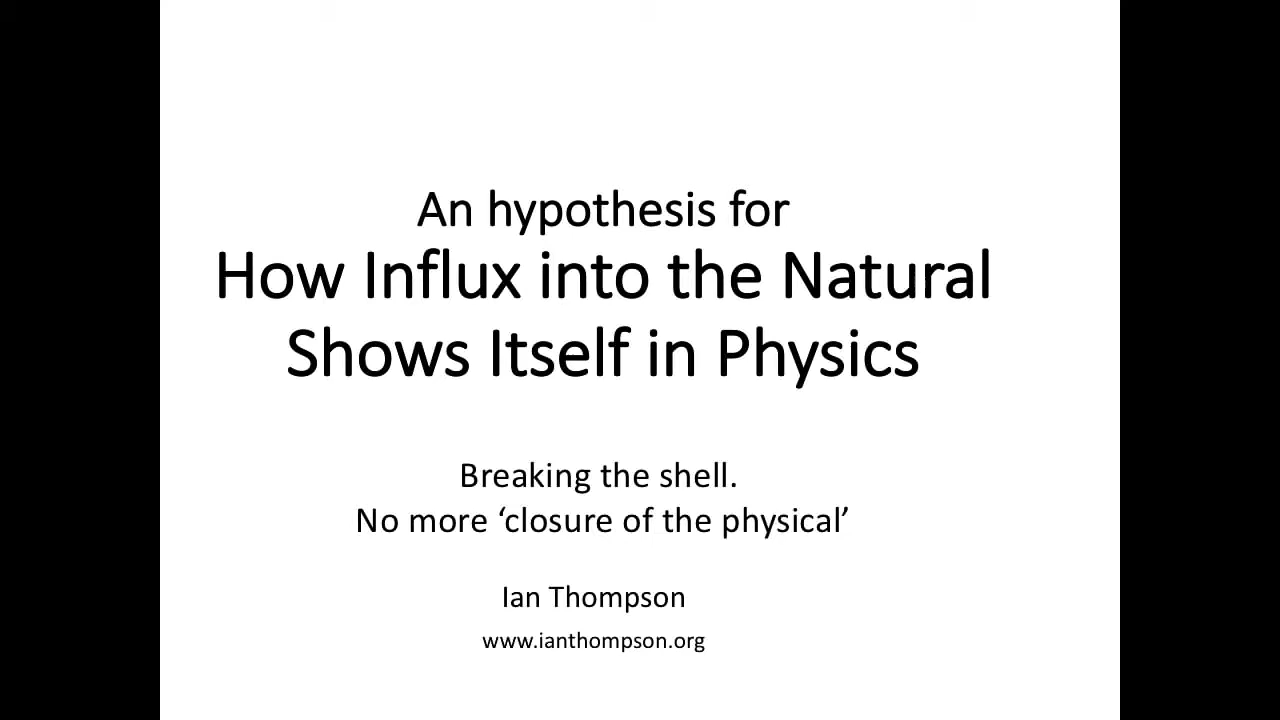 An hypothesis for
How Influx into the Natural
Shows Itself in Physics
Breaking the shell.
No more ‘closure of the physical’
Ian Thompson
www.ianthompson.org